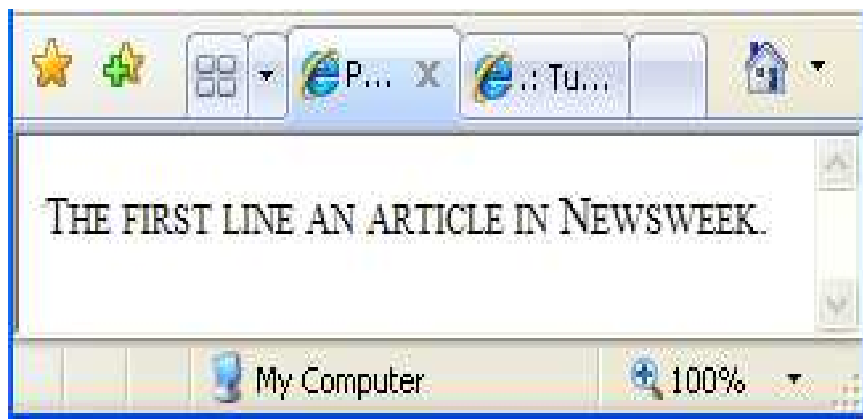 P... X .: Tu...
The first line an article in Newsweek.
My Computer 100%